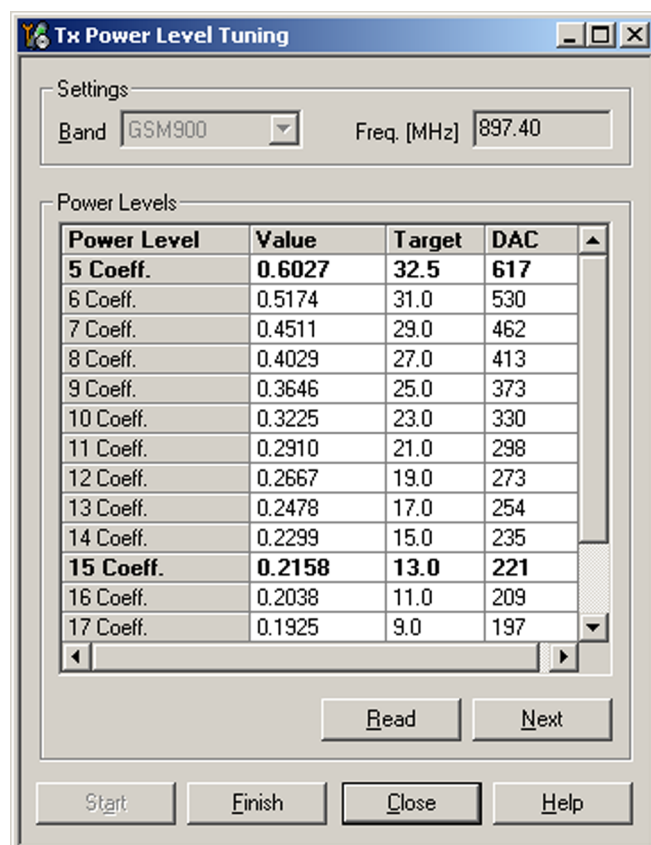 Tx Power Level Tuning
Settings
Band GSM900 Freq. [MHz] 897.40
Power Levels
Power Level Value Target DAC
5 Coeff. 0.6027 32.5 617
6 Coeff. 0.5174 31.0 530
7 Coeff. 0.4511 29.0 462
8 Coeff. 0.4029 27.0 413
9 Coeff. 0.3646 25.0 373
10 Coeff. 0.3225 23.0 330
11 Coeff. 0.2910 21.0 298
12 Coeff. 0.2667 19.0 273
13 Coeff. 0.2478 17.0 254
14 Coeff. 0.2299 15.0 235
15 Coeff. 0.2158 13.0 221
16 Coeff. 0.2038 11.0 209
17 Coeff. 0.1925 9.0 197
Read Next
Start Finish Close Help